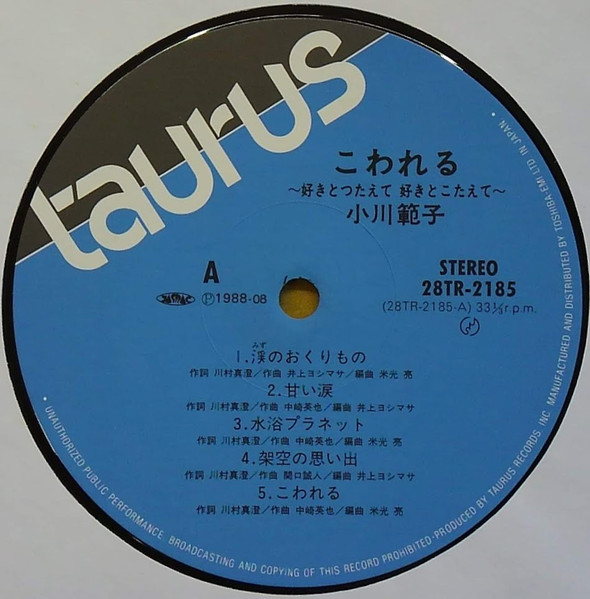 taurus
こわれる
〜好きとつたえて 好きとこたえて〜
小川範子
A
STEREO
28TR-2185
Ⓟ1988-08
(28TR-2185-A) 33⅓r.p.m.
みず
1.渓のおくりもの
作詞 川村真澄/作曲 井上ヨシマサ/編曲 米光 亮
2.甘い涙
作詞 川村真澄/作曲 中崎英也/編曲 井上ヨシマサ
3.水浴プラネット
作詞 川村真澄/作曲 中崎英也/編曲 米光 亮
4.架空の思い出
作詞 川村真澄/作曲 関口誠人/編曲 井上ヨシマサ
5.こわれる
作詞 川村真澄/作曲 中崎英也/編曲 米光 亮
UNAUTHORIZED PUBLIC PERFORMANCE, BROADCASTING AND COPYING OF THIS RECORD PROHIBITED·PRODUCED BY TAURUS RECORDS INC. MANUFACTURED AND DISTRIBUTED BY TOSHIBA-EMI LTD IN JAPAN.